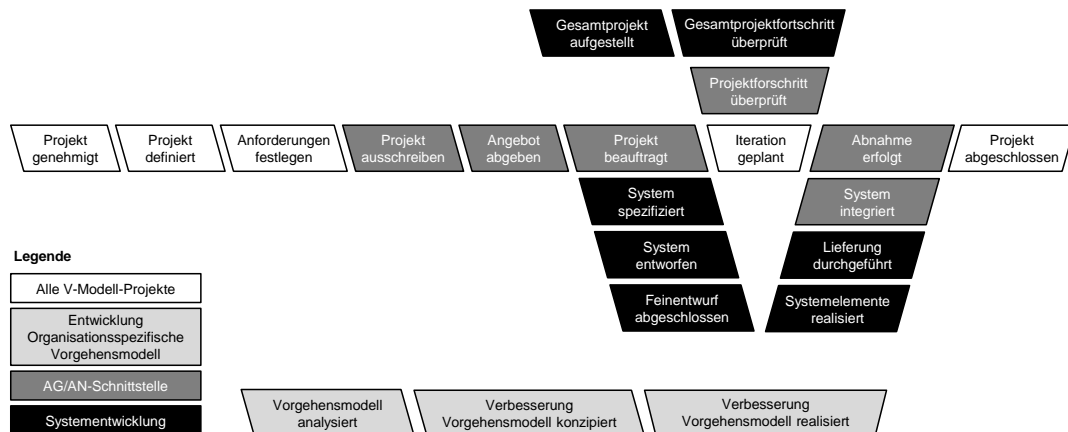 Gesamtprojekt
aufgestellt
Gesamtprojektfortschritt
überprüft
Projektforschritt
überprüft
Projekt
genehmigt
Projekt
definiert
Anforderungen
festlegen
Projekt
ausschreiben
Angebot
abgeben
Projekt
beauftragt
Iteration
geplant
Abnahme
erfolgt
Projekt
abgeschlossen
System
spezifiziert
System
integriert
System
entworfen
Lieferung
durchgeführt
Feinentwurf
abgeschlossen
Systemelemente
realisiert
Legende
Alle V-Modell-Projekte
Entwicklung
Organisationsspezifische
Vorgehensmodell
AG/AN-Schnittstelle
Systementwicklung
Vorgehensmodell
analysiert
Verbesserung
Vorgehensmodell konzipiert
Verbesserung
Vorgehensmodell realisiert